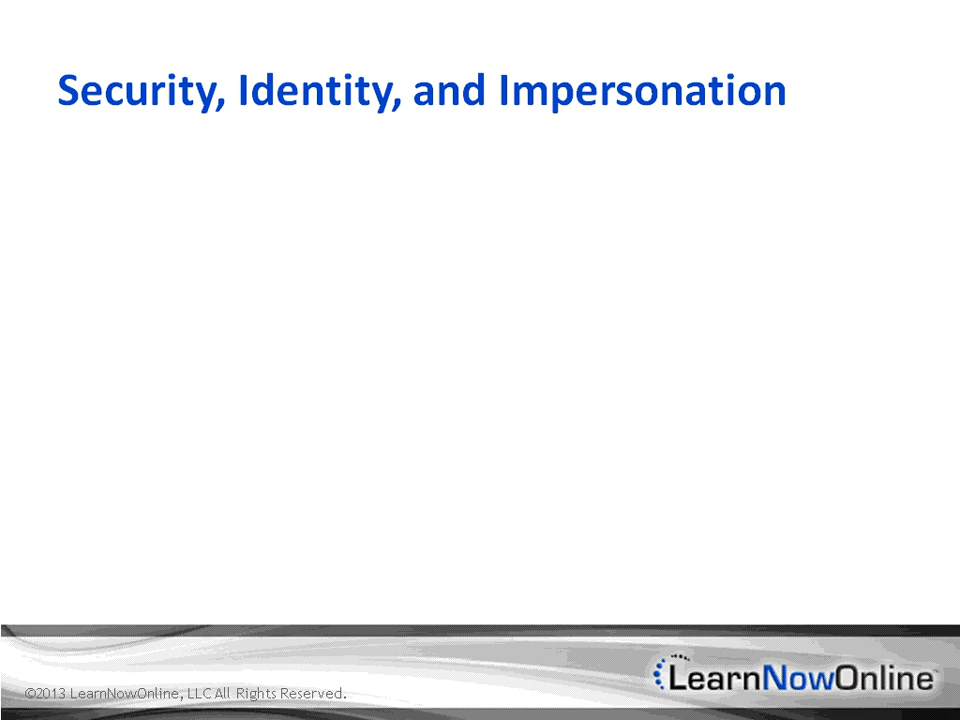 Security, Identity, and Impersonation
©2013 LearnNowOnline, LLC All Rights Reserved.
LearnNowOnline